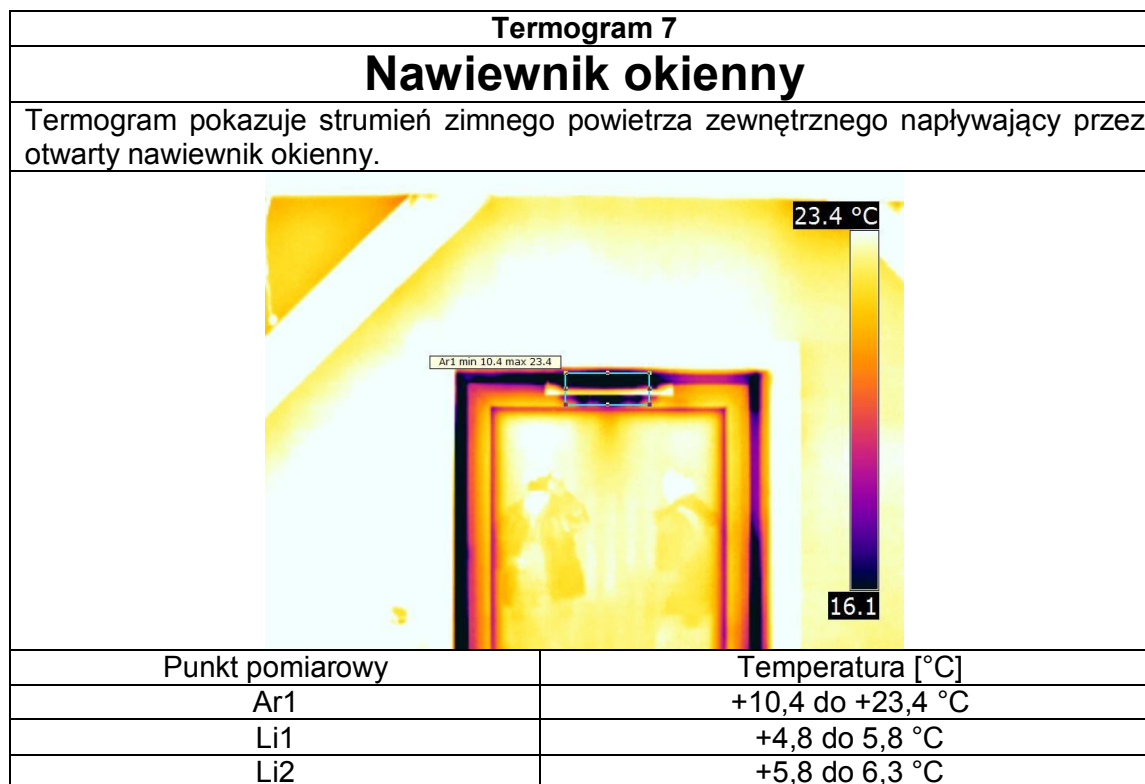 Termogram 7
Nawiewnik okienny
Termogram pokazuje strumień zimnego powietrza zewnętrznego napływający przez
otwarty nawiewnik okienny.
23.4 °C
Ar1 min 10.4 max 23.4
16.1
Punkt pomiarowy Temperatura [°C]
Ar1 +10,4 do +23,4 °C
Li1 +4,8 do 5,8 °C
Li2 +5,8 do 6,3 °C